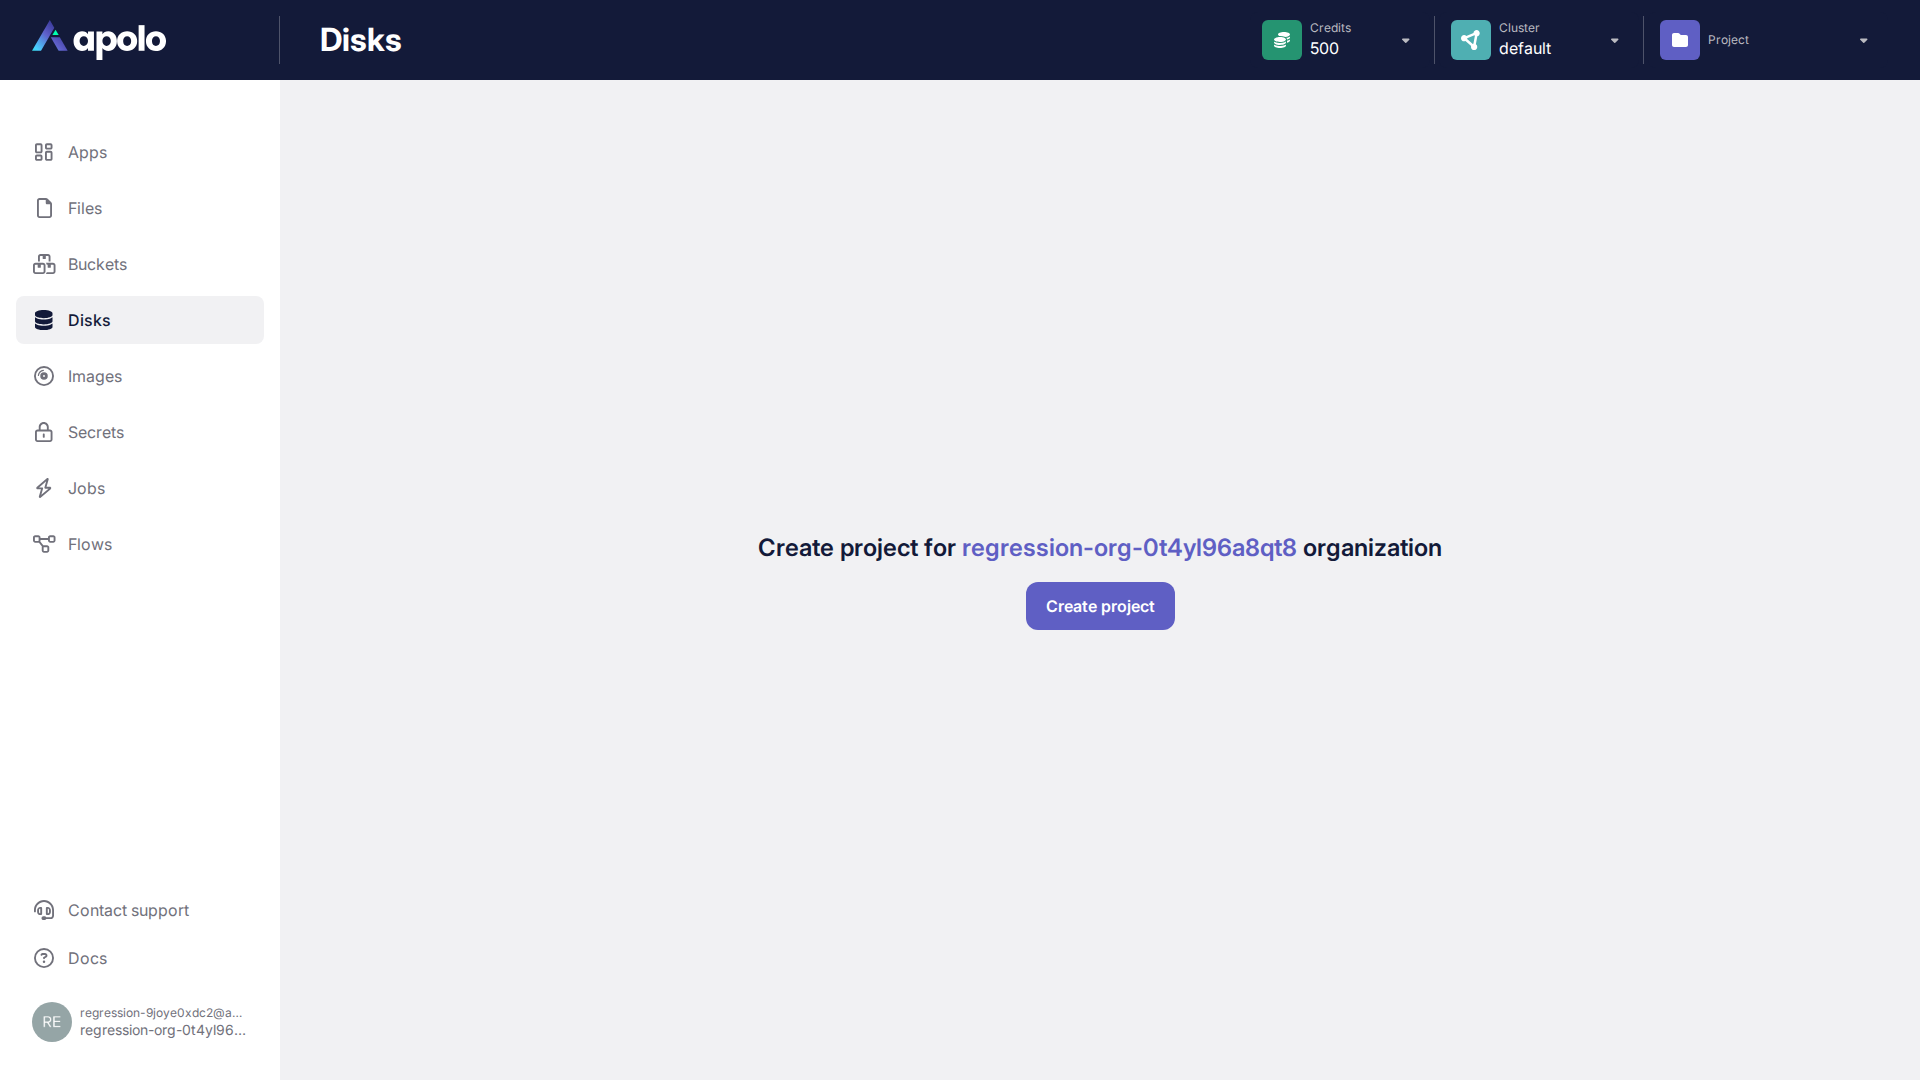 apolo
Disks
Credits
500
Cluster
default
Project
Apps
Files
Buckets
Disks
Images
Secrets
Jobs
Flows
Create project for regression-org-0t4yl96a8qt8 organization
Create project
Contact support
Docs
RE
regression-9joye0xdc2@a...
regression-org-0t4yl96...